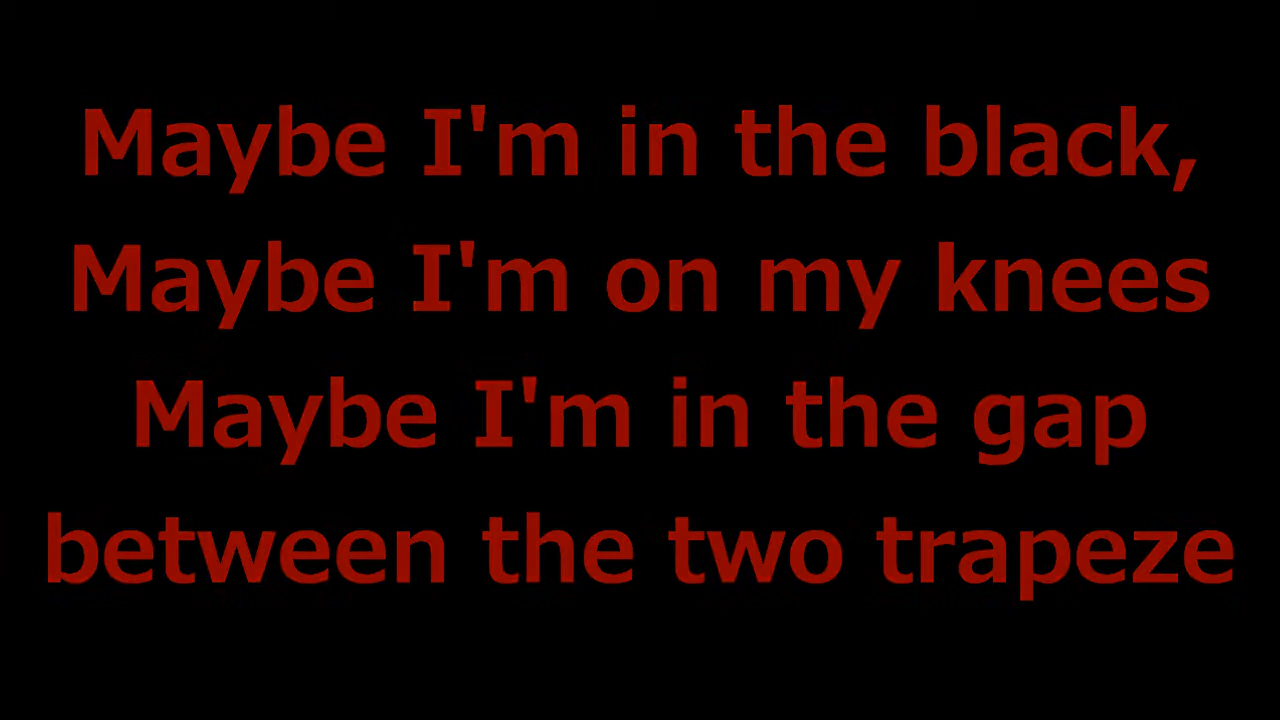 Maybe I'm in the black,
Maybe I'm on my knees
Maybe I'm in the gap
between the two trapeze